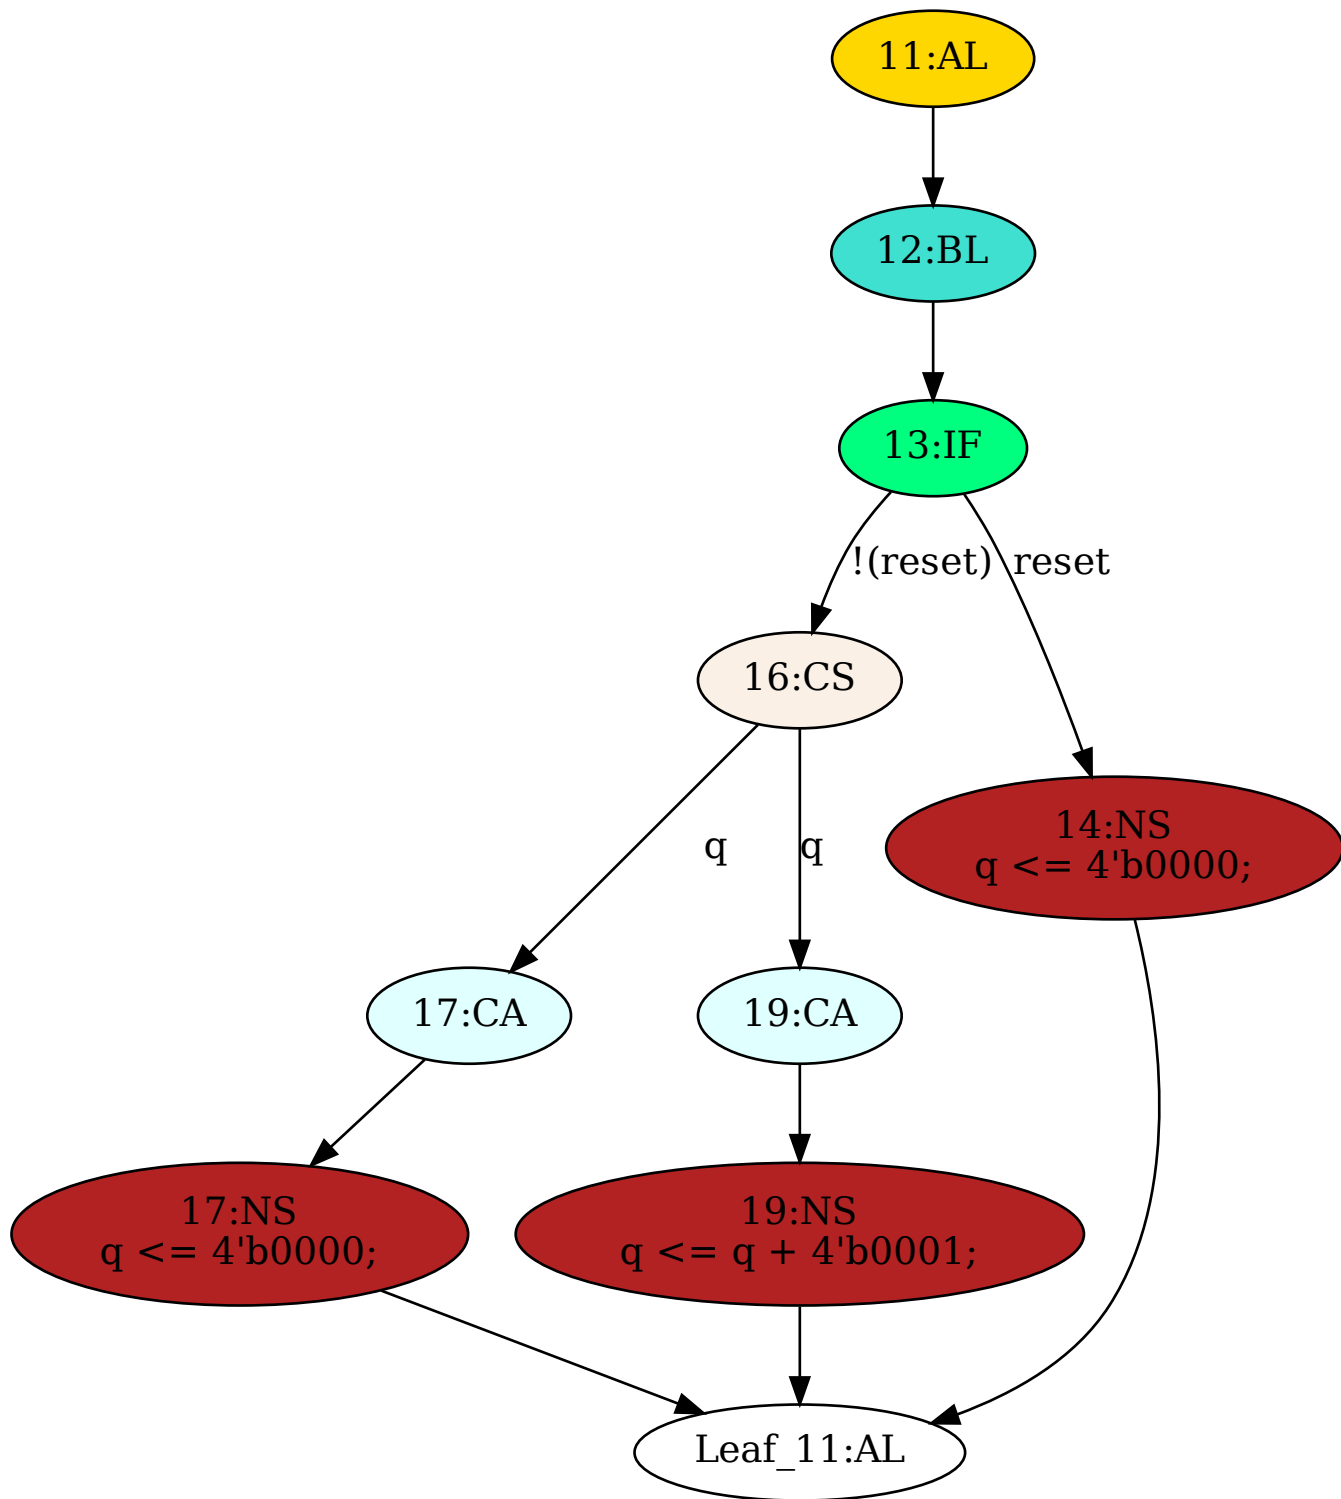 11:AL
12:BL
13:IF
!(reset)
reset
16:CS
q
q
14:NS
q <= 4'b0000;
17:CA
19:CA
17:NS
q <= 4'b0000;
19:NS
q <= q + 4'b0001;
Leaf_11:AL